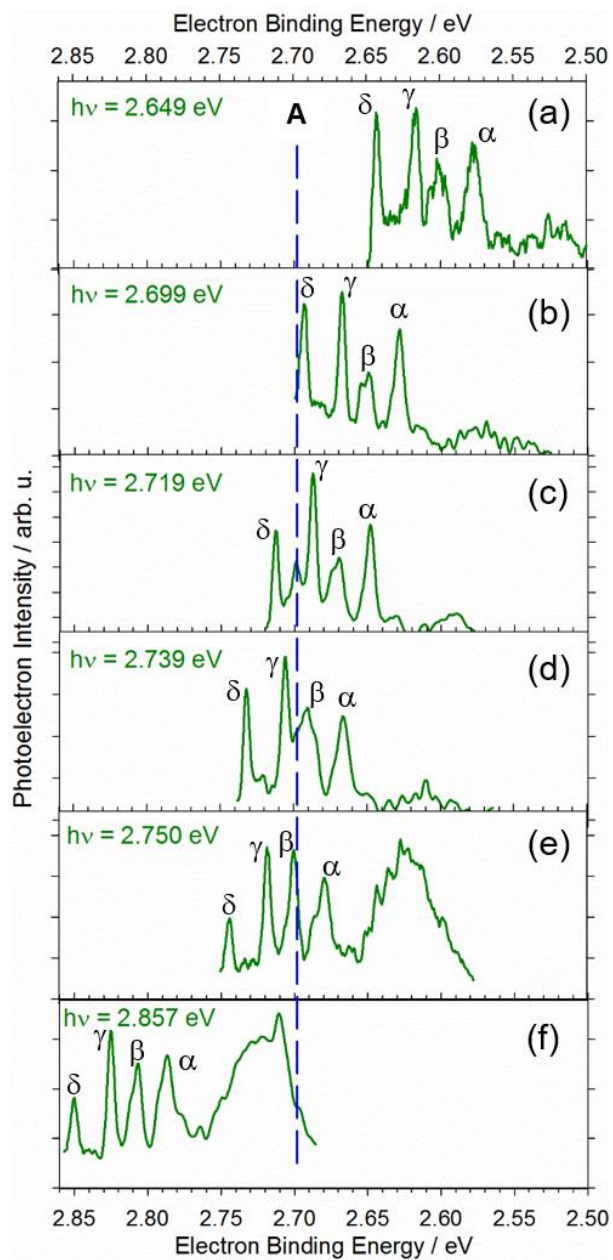 Electron Binding Energy / eV
2.85 2.80 2.75 2.70 2.65 2.60 2.55 2.50
hν = 2.649 eV A δ γ β α (a)
hν = 2.699 eV δ γ β α (b)
hν = 2.719 eV δ γ β α (c)
hν = 2.739 eV δ γ β α (d)
hν = 2.750 eV δ γ β α (e)
hν = 2.857 eV δ γ β α (f)
Photoelectron Intensity / arb. u.
2.85 2.80 2.75 2.70 2.65 2.60 2.55 2.50
Electron Binding Energy / eV